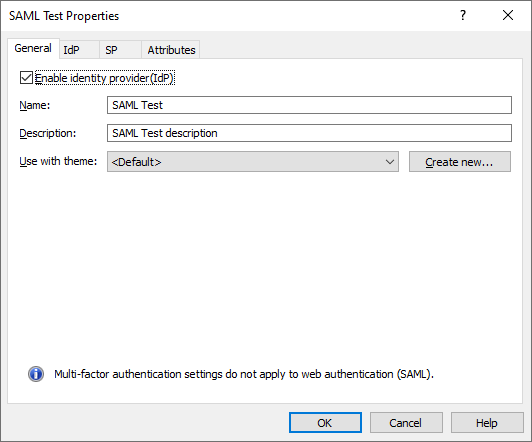 SAML Test Properties
General IdP SP Attributes
Enable identity provider(IdP)
Name: SAML Test
Description: SAML Test description
Use with theme: <Default> Create new...
Multi-factor authentication settings do not apply to web authentication (SAML).
OK Cancel Help